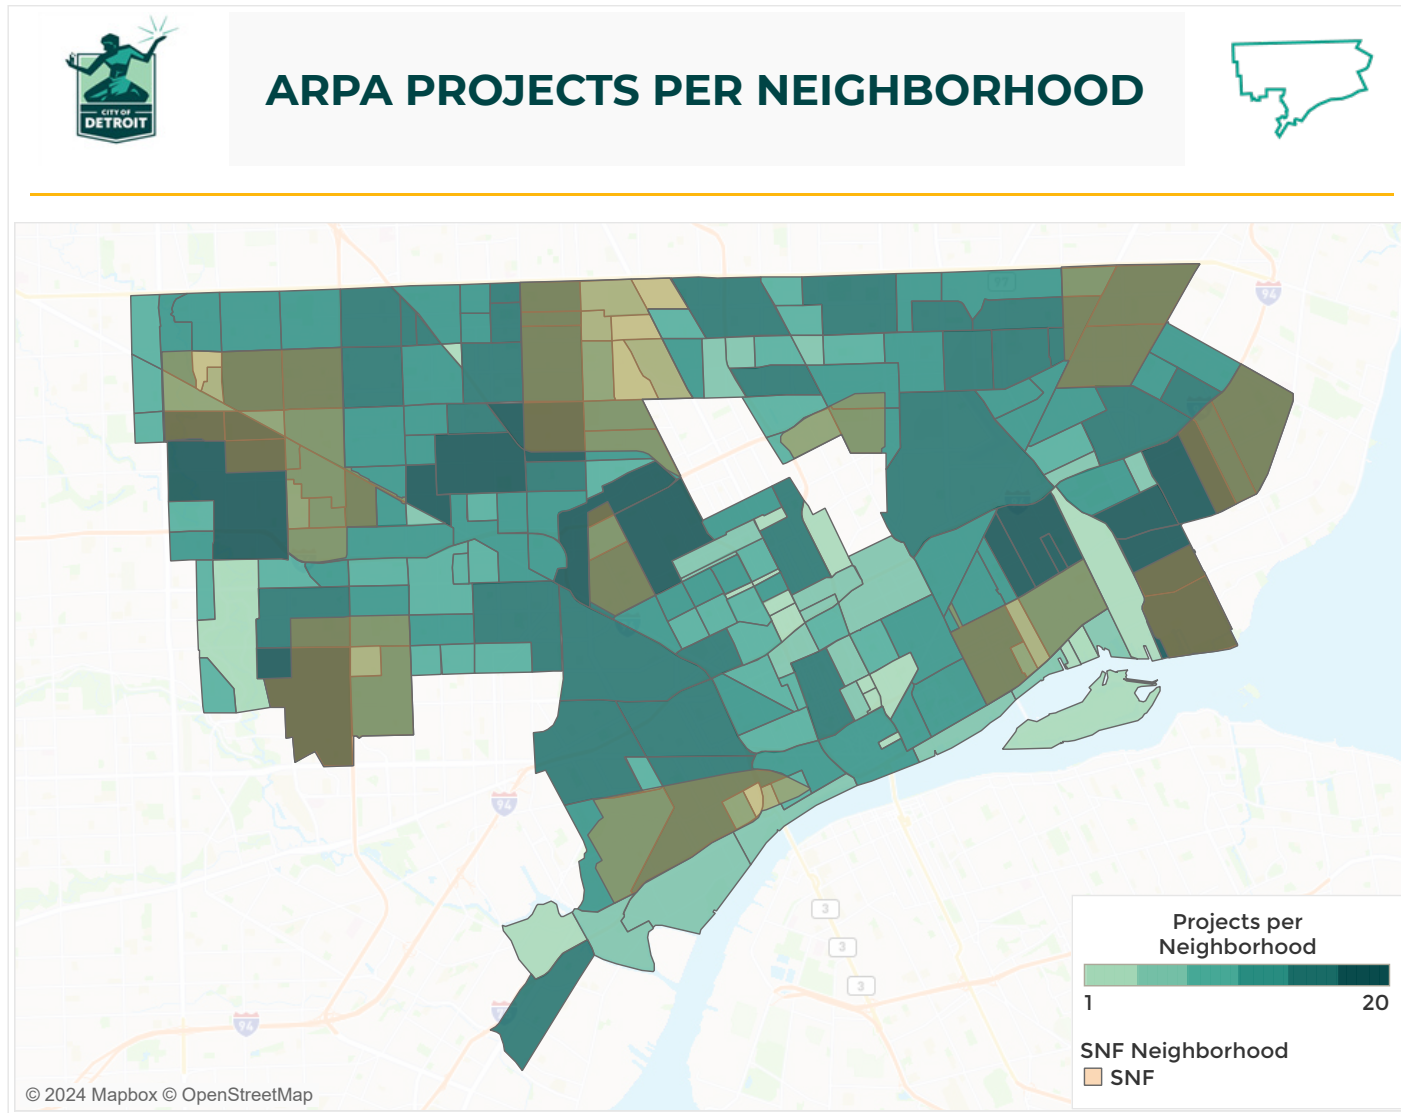 CITY OF
DETROIT
ARPA PROJECTS PER NEIGHBORHOOD
94
94
3
3
3
94
Projects per
Neighborhood
1
20
SNF Neighborhood
SNF
© 2024 Mapbox © OpenStreetMap